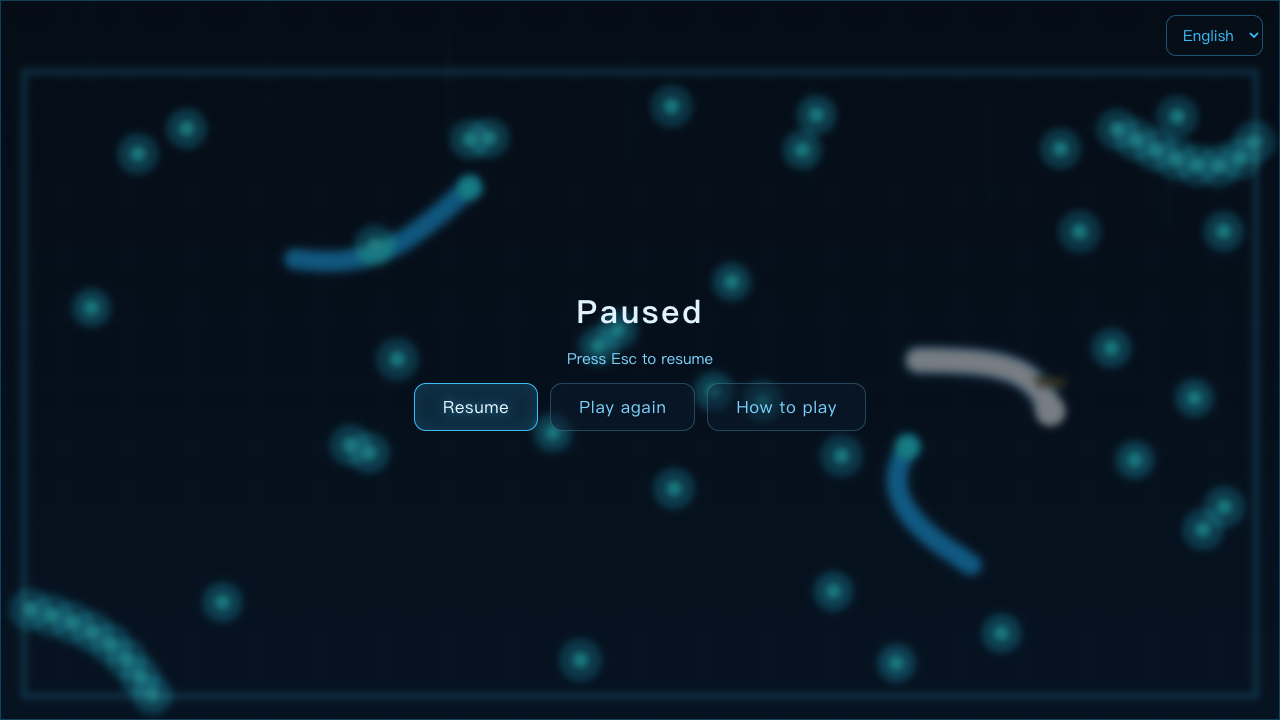 English
Paused
Press Esc to resume
Resume
Play again
How to play